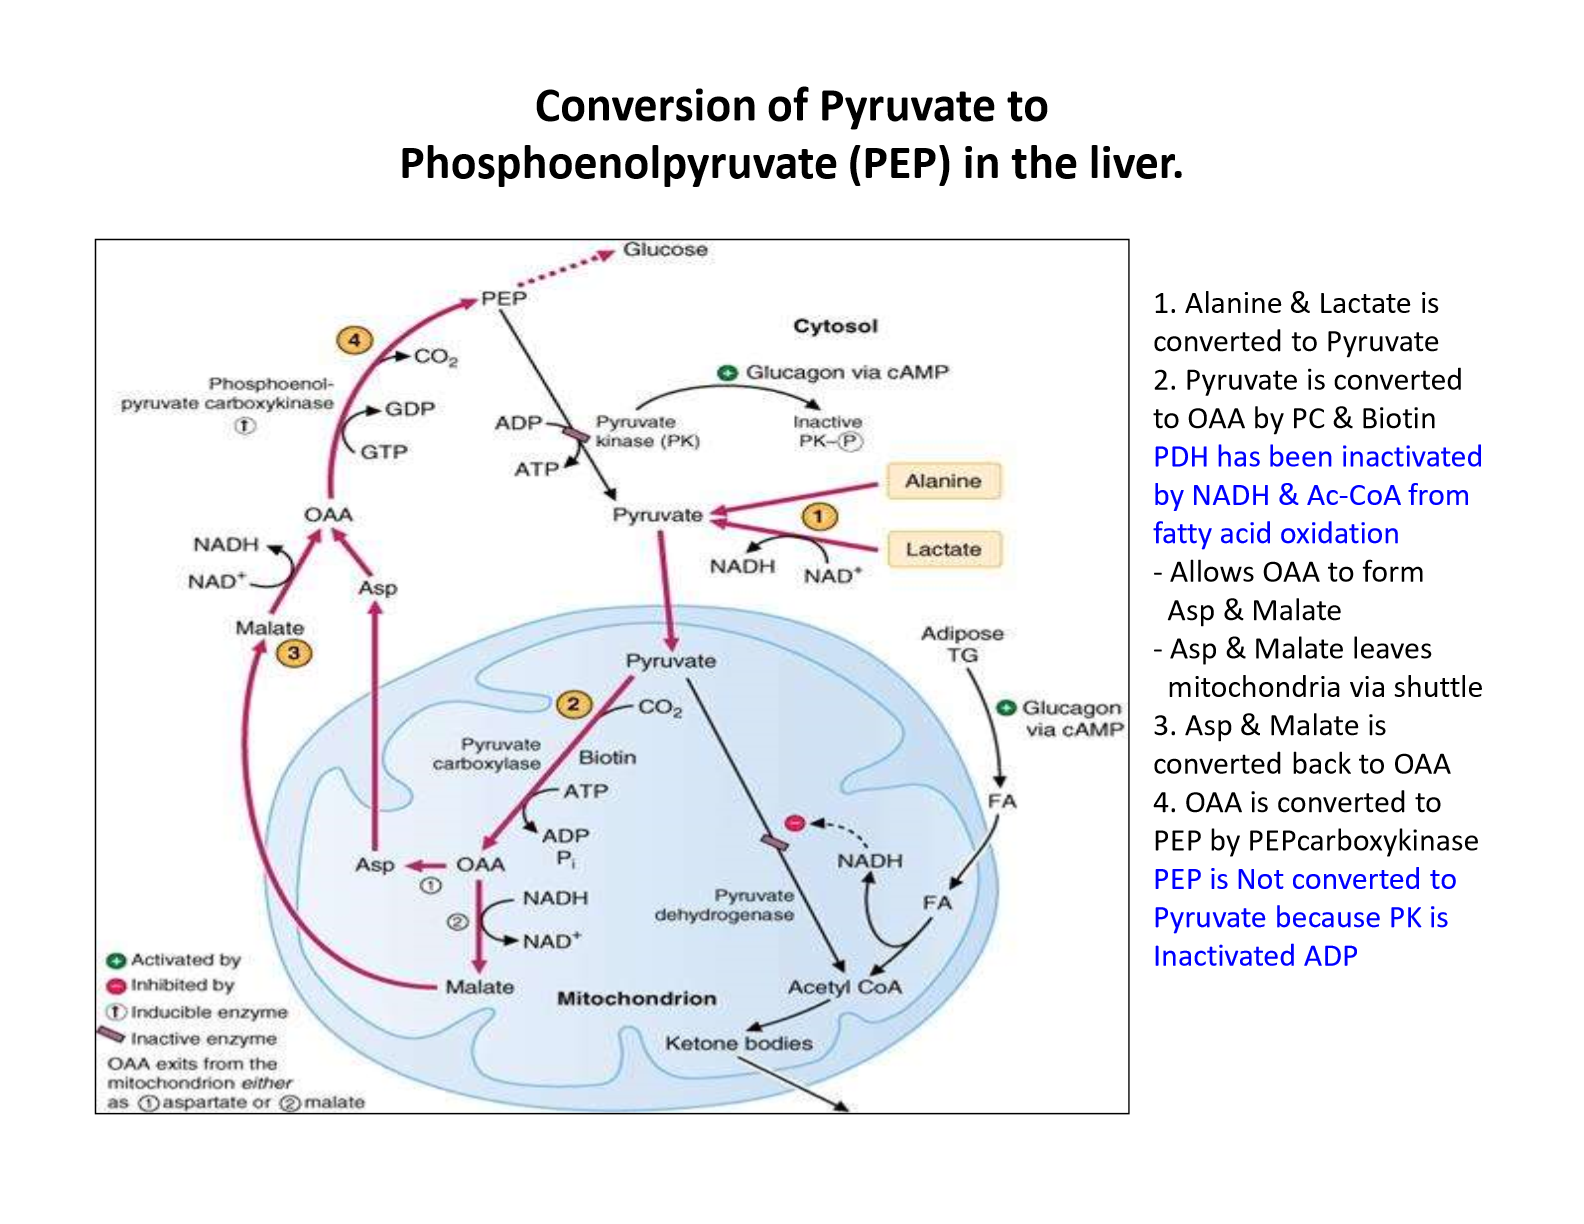 Conversion of Pyruvate to
Phosphoenolpyruvate (PEP) in the liver.
Glucose
PEP
Cytosol
4
CO₂
Glucagon via cAMP
Phosphoenol-
pyruvate carboxykinase
GDP
GTP
ADP
Pyruvate
kinase (PK)
Inactive
PK–P
ATP
Alanine
OAA
Pyruvate
1
Lactate
NADH
NAD⁺
NADH
NAD⁺
Asp
Malate
3
Adipose
TG
Pyruvate
2
CO₂
Glucagon
via cAMP
Pyruvate
carboxylase
Biotin
ATP
FA
ADP
Pi
NADH
Asp
OAA
1
Pyruvate
dehydrogenase
FA
NADH
2
NAD⁺
Malate
Mitochondrion
Acetyl CoA
Ketone bodies
+ Activated by
− Inhibited by
↑ Inducible enzyme
Inactive enzyme
OAA exits from the
mitochondrion either
as ① aspartate or ② malate
1. Alanine & Lactate is
converted to Pyruvate
2. Pyruvate is converted
to OAA by PC & Biotin
PDH has been inactivated
by NADH & Ac-CoA from
fatty acid oxidation
- Allows OAA to form
Asp & Malate
- Asp & Malate leaves
mitochondria via shuttle
3. Asp & Malate is
converted back to OAA
4. OAA is converted to
PEP by PEPcarboxykinase
PEP is Not converted to
Pyruvate because PK is
Inactivated ADP